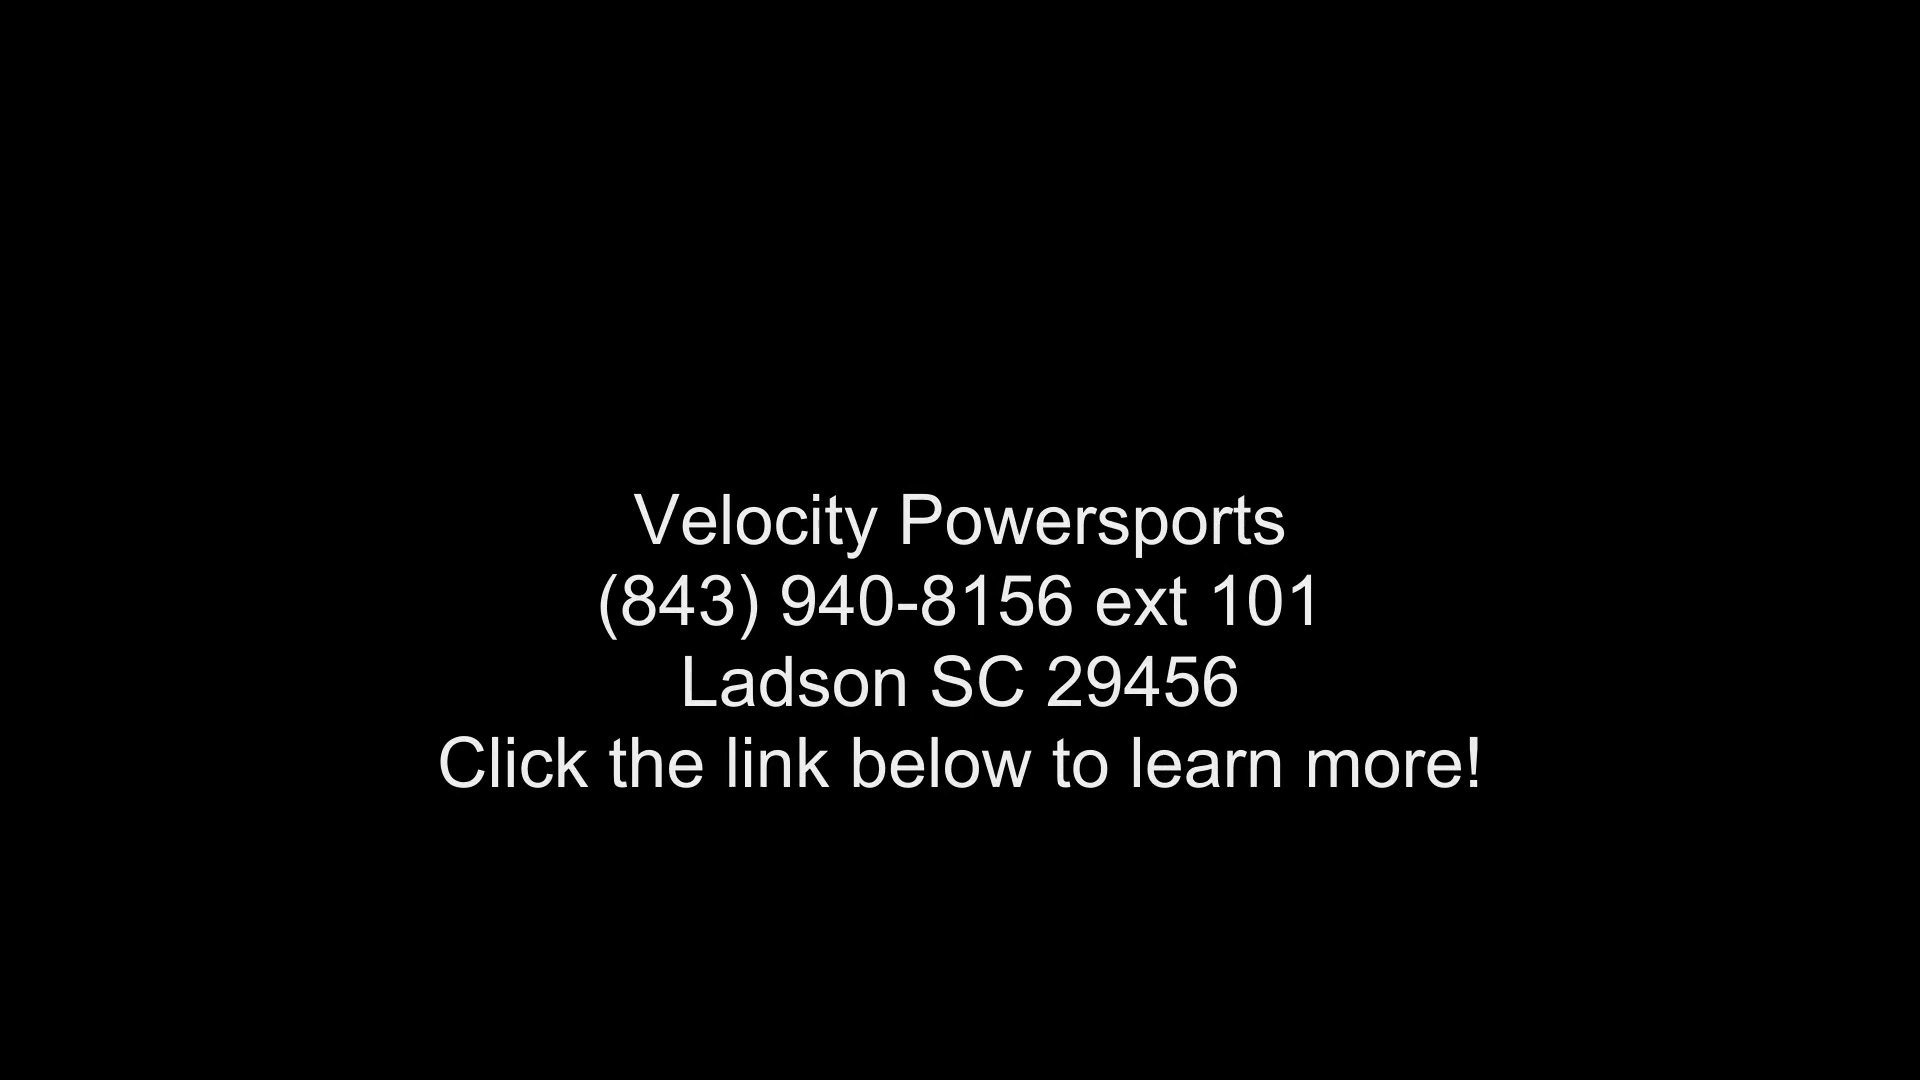 Velocity Powersports
(843) 940-8156 ext 101
Ladson SC 29456
Click the link below to learn more!